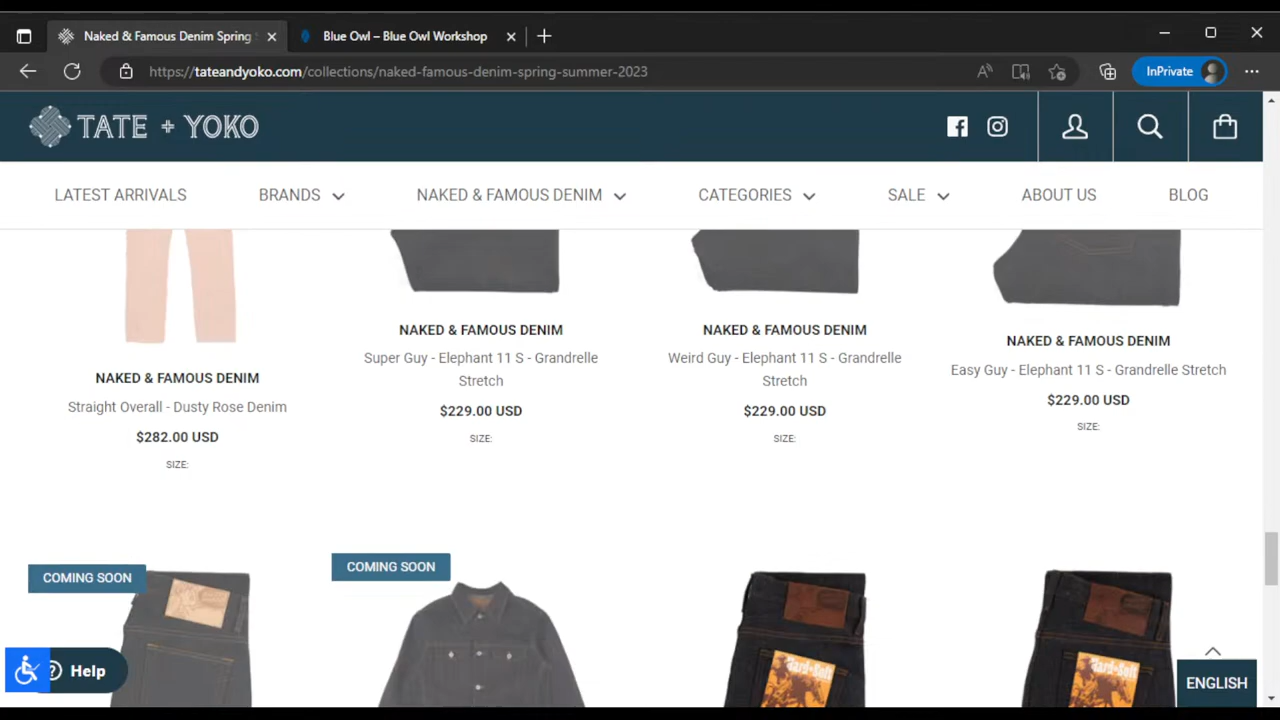 Naked & Famous Denim Spring
Blue Owl – Blue Owl Workshop
https://tateandyoko.com/collections/naked-famous-denim-spring-summer-2023
InPrivate
TATE + YOKO
LATEST ARRIVALS
BRANDS
NAKED & FAMOUS DENIM
CATEGORIES
SALE
ABOUT US
BLOG
NAKED & FAMOUS DENIM
Straight Overall - Dusty Rose Denim
$282.00 USD
SIZE:
NAKED & FAMOUS DENIM
Super Guy - Elephant 11 S - Grandrelle
Stretch
$229.00 USD
SIZE:
NAKED & FAMOUS DENIM
Weird Guy - Elephant 11 S - Grandrelle
Stretch
$229.00 USD
SIZE:
NAKED & FAMOUS DENIM
Easy Guy - Elephant 11 S - Grandrelle Stretch
$229.00 USD
SIZE:
COMING SOON
COMING SOON
Hard-Soft
Hard-Soft
Help
ENGLISH